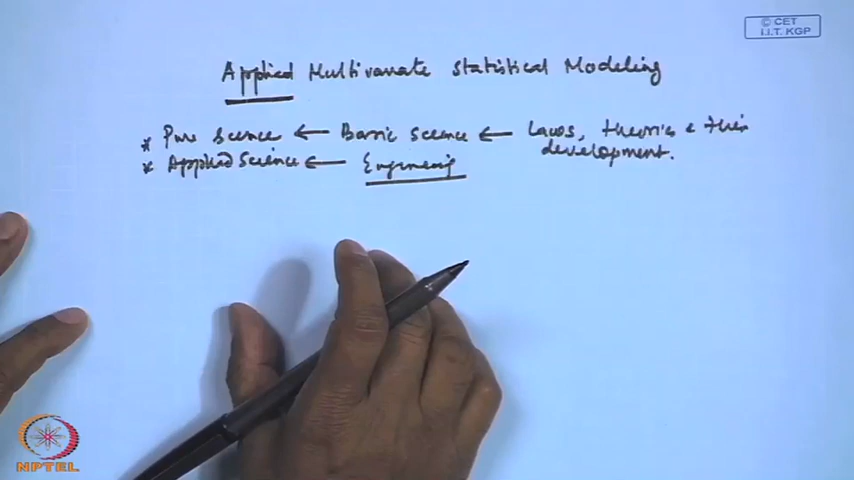 © CET
I.I.T. KGP
Applied Multivariate Statistical Modeling
* Pure Science ← Basic Science ← Laws, theories & their
development.
* Applied Science ← Engineering
NPTEL